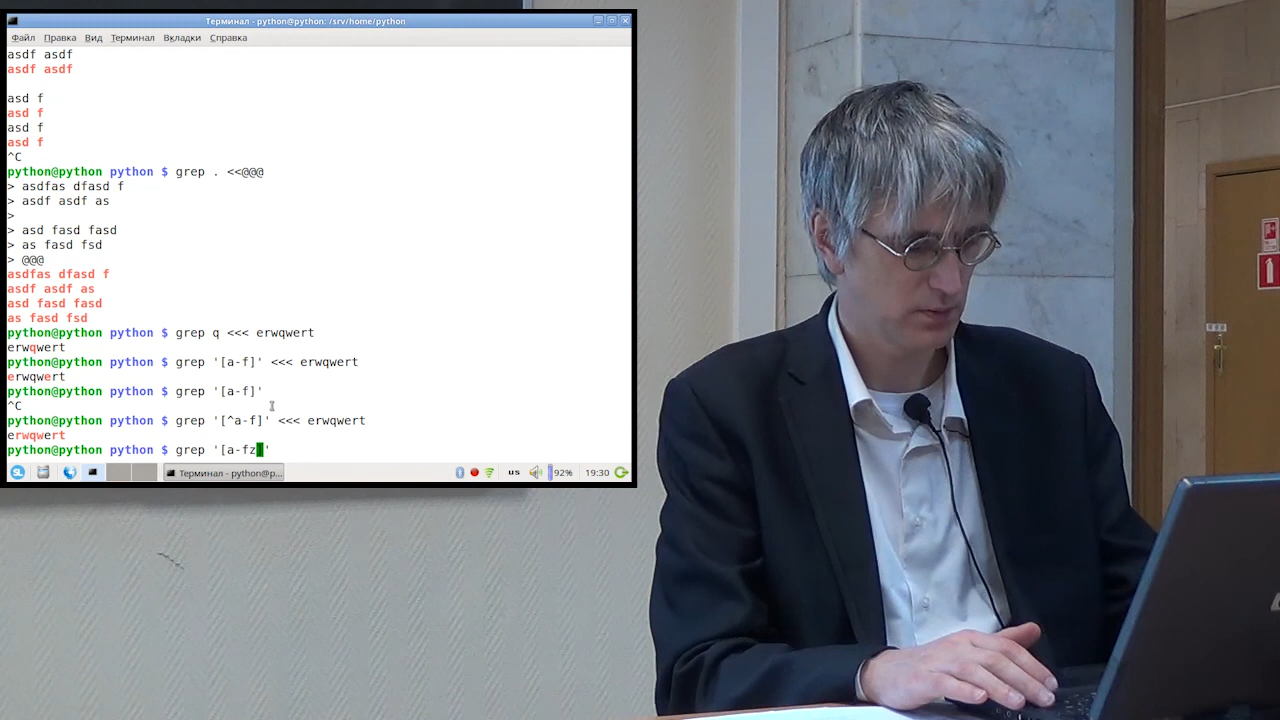 Терминал - python@python: /srv/home/python
Файл Правка Вид Терминал Вкладки Справка
asdf asdf
asdf asdf
asd f
asd f
asd f
asd f
^C
python@python python $ grep . <<@@@
> asdfas dfasd f
> asdf asdf as
>
> asd fasd fasd
> as fasd fsd
> @@@
asdfas dfasd f
asdf asdf as
asd fasd fasd
as fasd fsd
python@python python $ grep q <<< erwqwert
erwqwert
python@python python $ grep '[a-f]' <<< erwqwert
erwqwert
python@python python $ grep '[a-f]'
^C
python@python python $ grep '[^a-f]' <<< erwqwert
erwqwert
python@python python $ grep '[a-fz]'
SL Терминал - python@p... us 92% 19:30